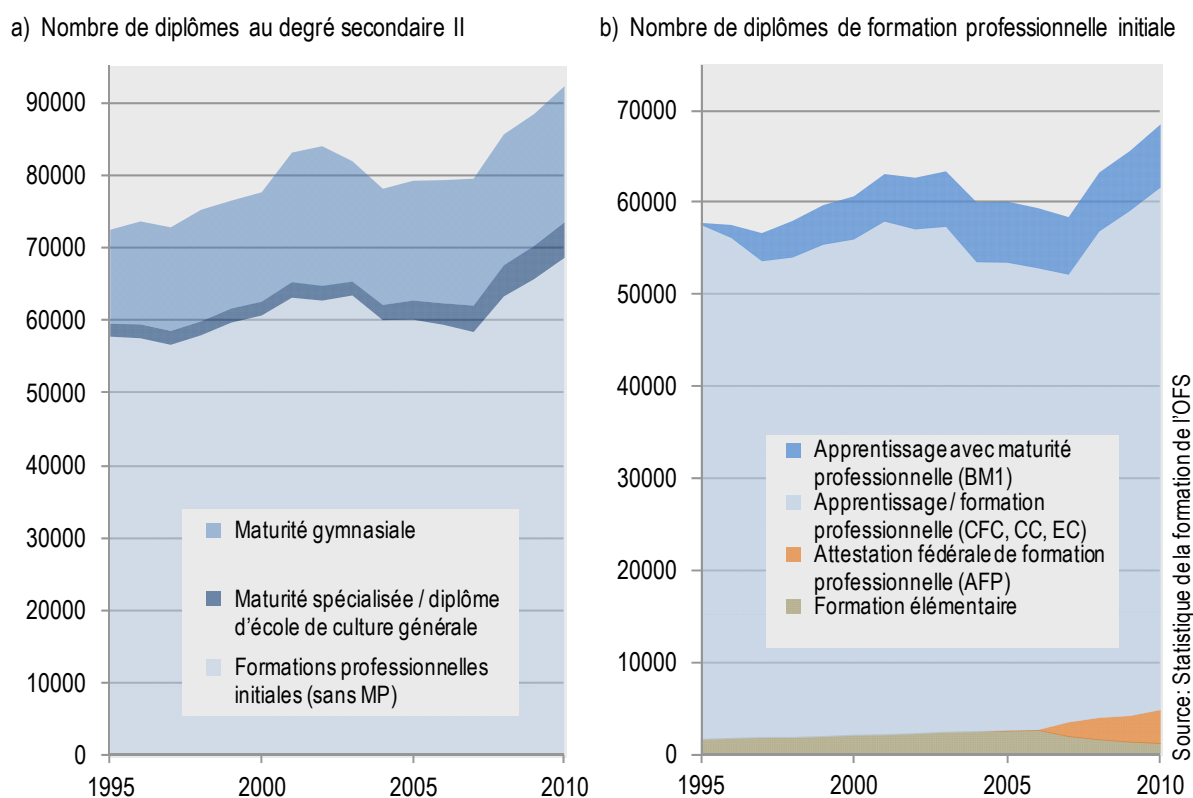 a) Nombre de diplômes au degré secondaire II
90000
80000
70000
60000
50000
40000
30000
20000
10000
0
1995
2000
2005
2010
Maturité gymnasiale
Maturité spécialisée / diplôme
d'école de culture générale
Formations professionnelles
initiales (sans MP)
b) Nombre de diplômes de formation professionnelle initiale
70000
60000
50000
40000
30000
20000
10000
0
1995
2000
2005
2010
Apprentissage avec maturité
professionnelle (BM1)
Apprentissage / formation
professionnelle (CFC, CC, EC)
Attestation fédérale de formation
professionnelle (AFP)
Formation élémentaire
Source: Statistique de la formation de l'OFS